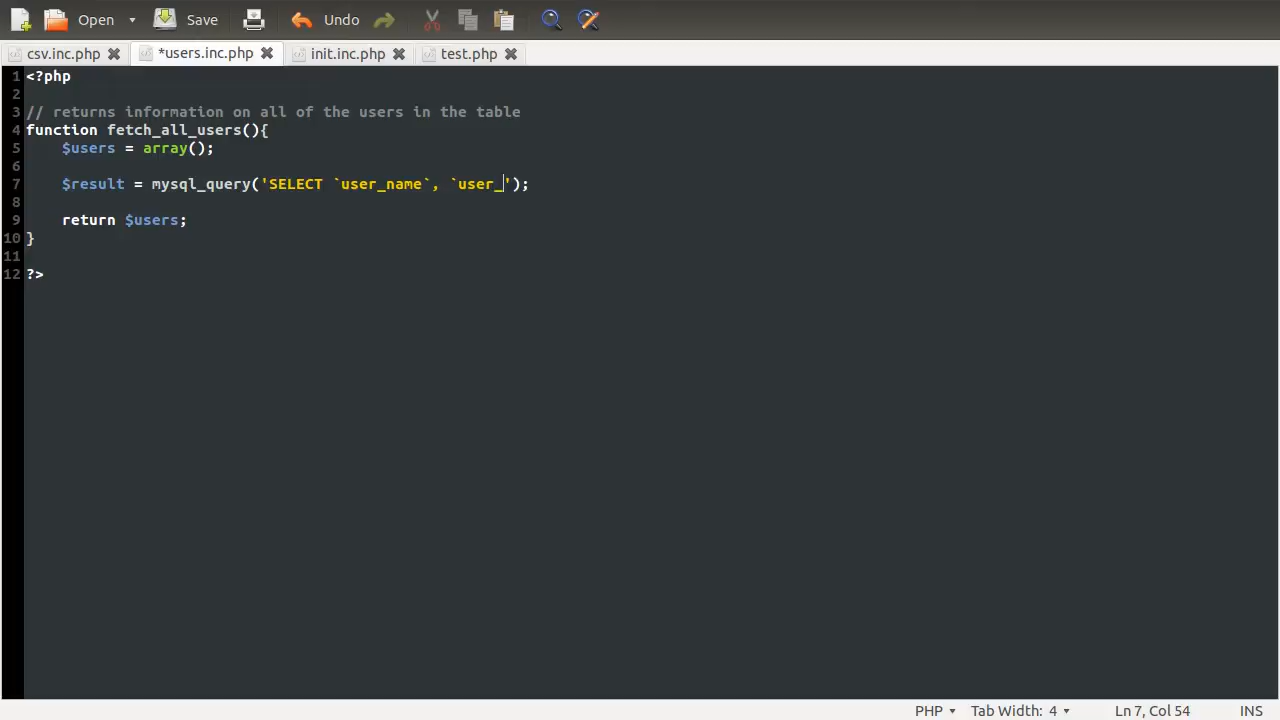 Open Save Undo
csv.inc.php *users.inc.php init.inc.php test.php
1 <?php
2
3 // returns information on all of the users in the table
4 function fetch_all_users(){
5 $users = array();
6
7 $result = mysql_query('SELECT `user_name`, `user_');
8
9 return $users;
10 }
11
12 ?>
PHP Tab Width: 4 Ln 7, Col 54 INS